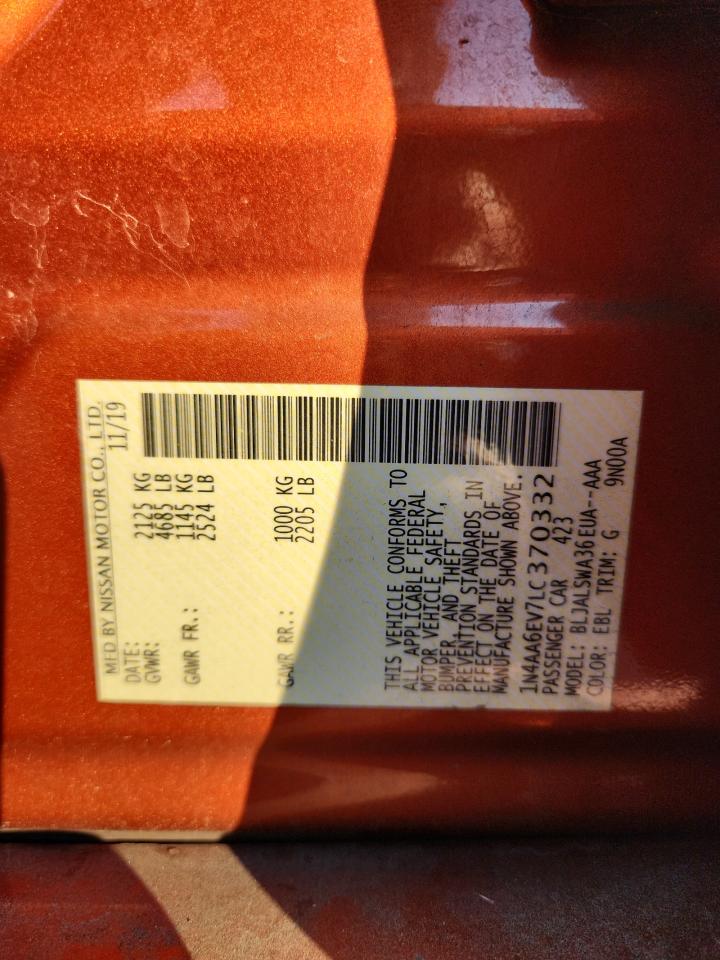 MFD BY NISSAN MOTOR CO., LTD.
DATE: 11/19
GVWR: 2125 KG
4685 LB
GAWR FR.: 1145 KG
2524 LB
GAWR RR.: 1000 KG
2205 LB
THIS VEHICLE CONFORMS TO
ALL APPLICABLE FEDERAL
MOTOR VEHICLE SAFETY,
BUMPER, AND THEFT
PREVENTION STANDARDS IN
EFFECT ON THE DATE OF
MANUFACTURE SHOWN ABOVE.
1N4AA6EV7LC370332
PASSENGER CAR 423
MODEL: BLJALSWA36EUA--AAA
COLOR: EBL TRIM: G 9N00A